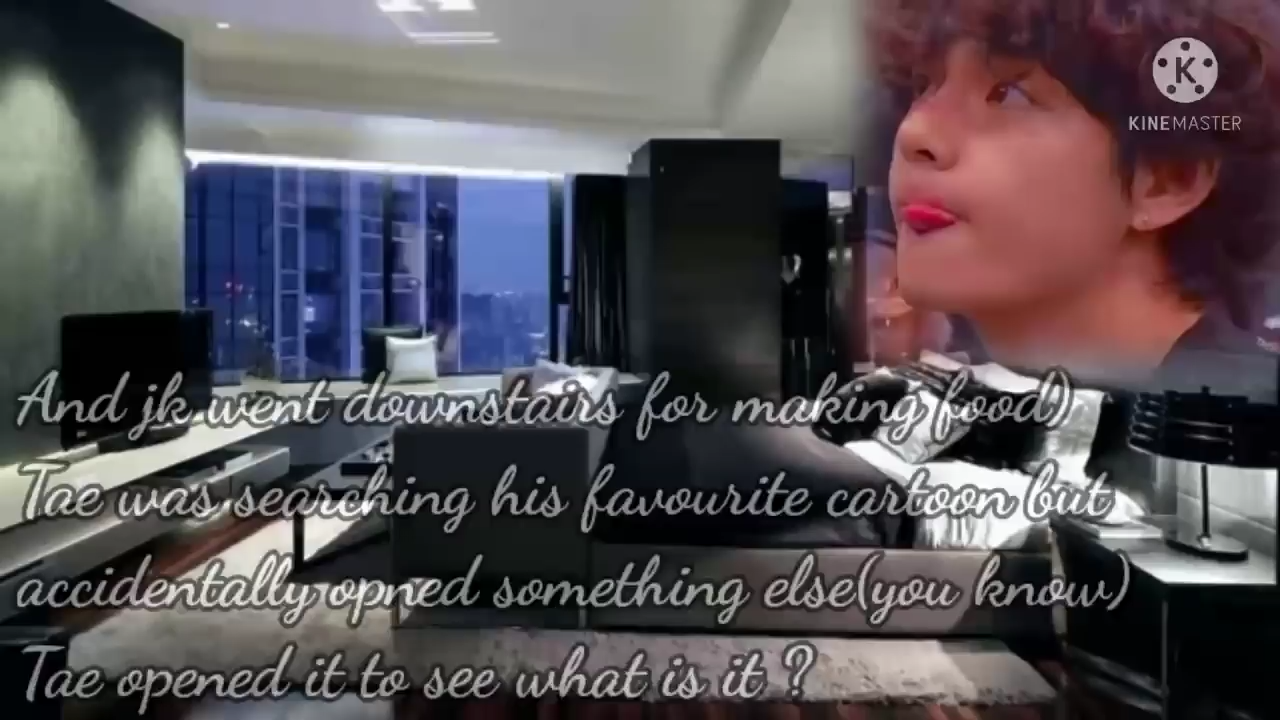 K
KINEMASTER
And jk went downstairs for making food)
Tae was searching his favourite cartoon but
accidentally opned something else(you know)
Tae opened it to see what is it ?